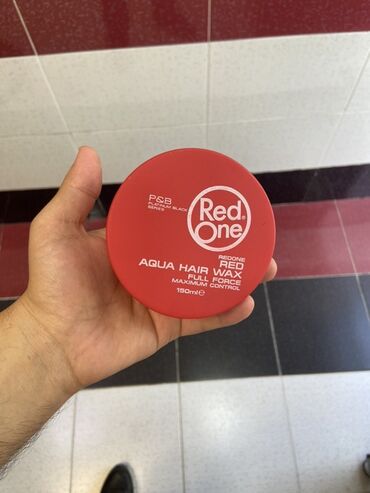 P&B
PLATINUM BLACK
SERIES
Red
One
REDONE
RED
AQUA HAIR WAX
FULL FORCE
MAXIMUM CONTROL
150ml℮